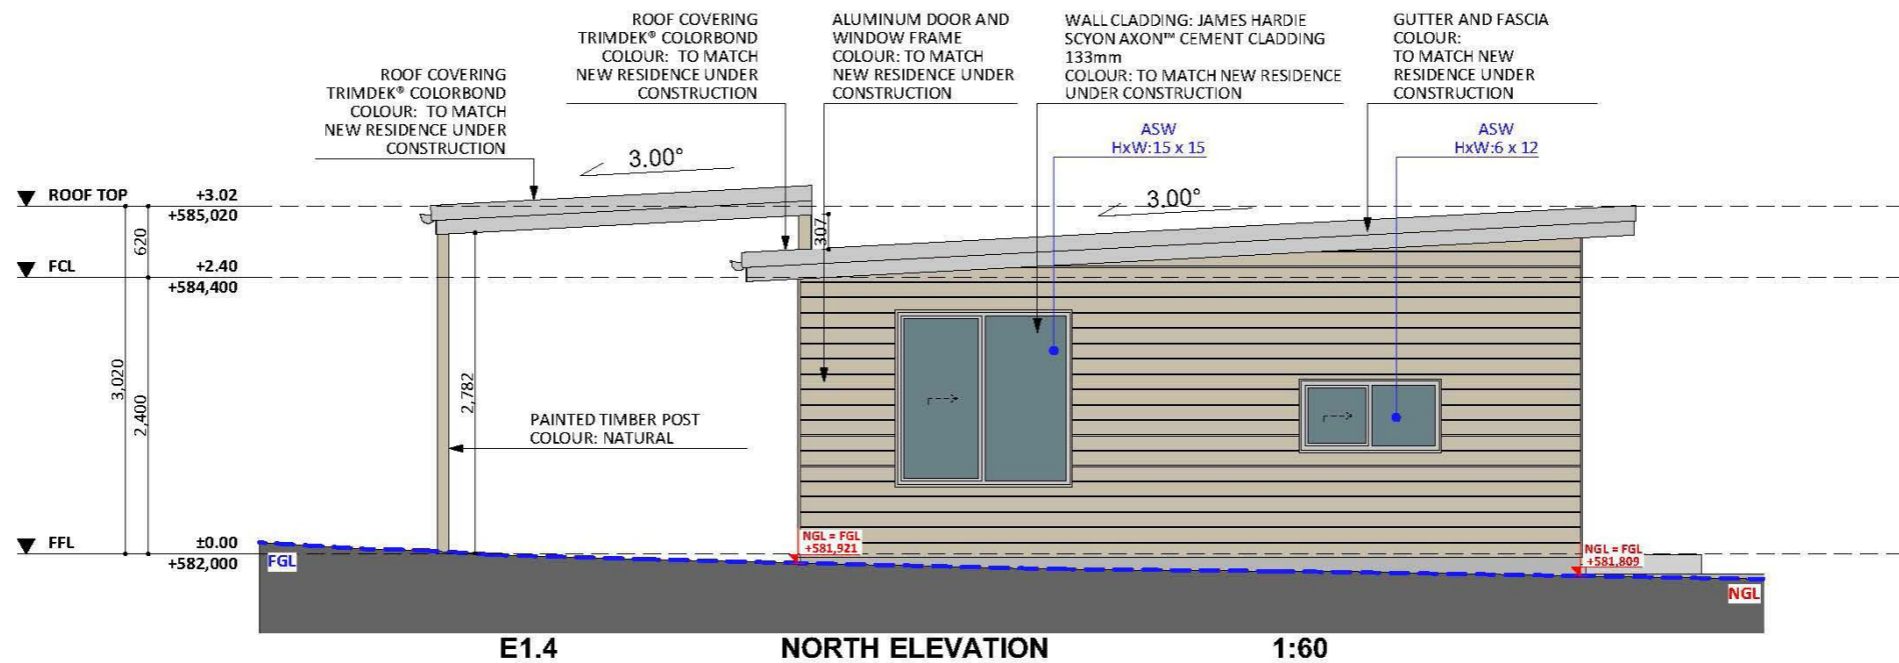 ROOF COVERING
TRIMDEK® COLORBOND
COLOUR: TO MATCH
NEW RESIDENCE UNDER
CONSTRUCTION
ROOF COVERING
TRIMDEK® COLORBOND
COLOUR: TO MATCH
NEW RESIDENCE UNDER
CONSTRUCTION
ALUMINUM DOOR AND
WINDOW FRAME
COLOUR: TO MATCH
NEW RESIDENCE UNDER
CONSTRUCTION
WALL CLADDING: JAMES HARDIE
SCYON AXON™ CEMENT CLADDING
133mm
COLOUR: TO MATCH NEW RESIDENCE
UNDER CONSTRUCTION
GUTTER AND FASCIA
COLOUR:
TO MATCH NEW
RESIDENCE UNDER
CONSTRUCTION
ASW
HxW:15 x 15
ASW
HxW:6 x 12
3.00°
3.00°
ROOF TOP +3.02
+585,020
620
307
FCL +2.40
+584,400
3,020
2,400
2,782
PAINTED TIMBER POST
COLOUR: NATURAL
FFL ±0.00
+582,000
FGL
NGL = FGL
+581,921
NGL = FGL
+581,809
NGL
E1.4 NORTH ELEVATION 1:60